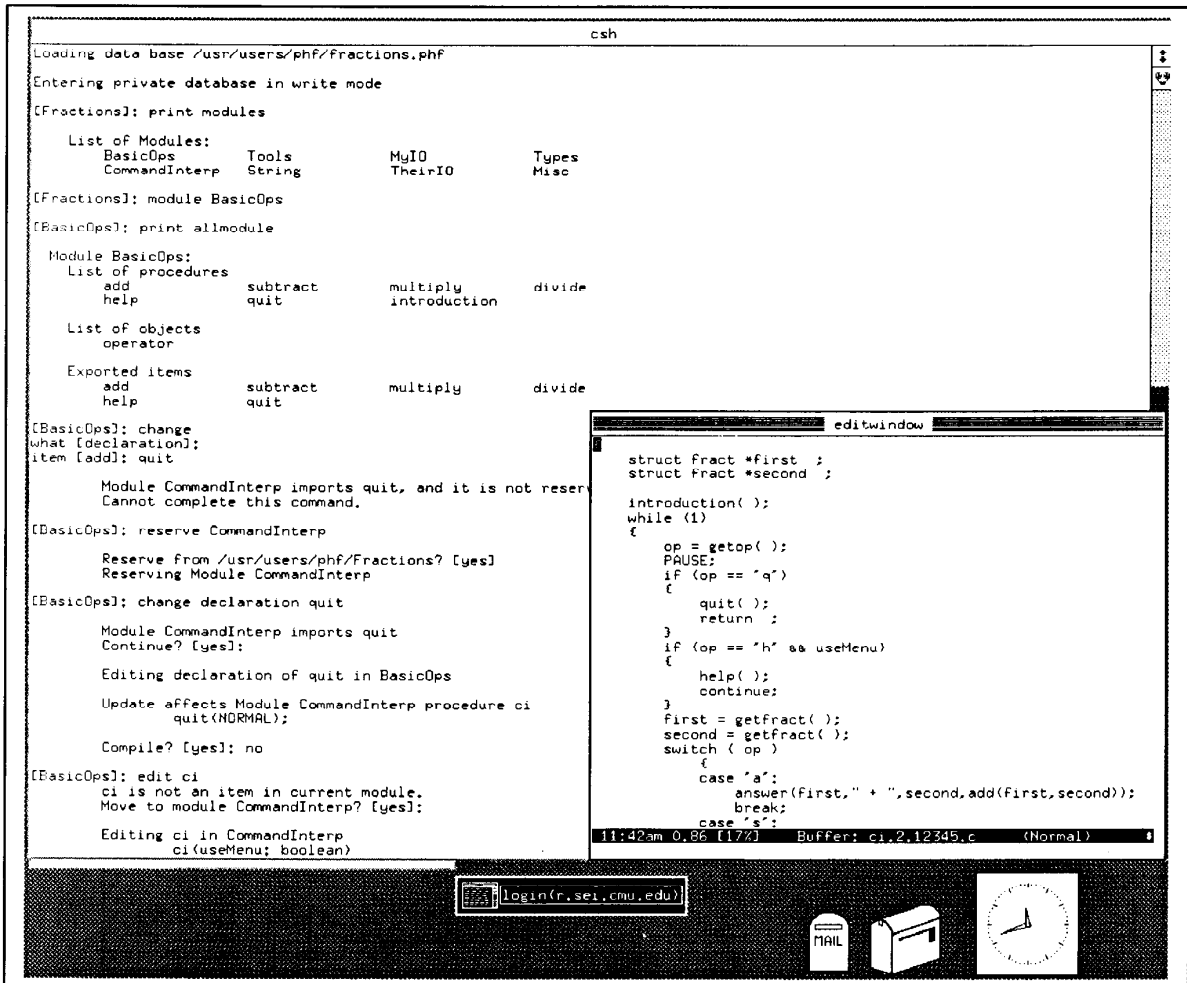 csh
Loading data base /usr/users/phf/fractions.phf
Entering private database in write mode
[Fractions]: print modules
List of Modules:
BasicOps Tools MyIO Types
CommandInterp String TheirIO Misc
[Fractions]: module BasicOps
[BasicOps]: print allmodule
Module BasicOps:
List of procedures
add subtract multiply divide
help quit introduction
List of objects
operator
Exported items
add subtract multiply divide
help quit
[BasicOps]: change
what [declaration]:
item [add]: quit
Module CommandInterp imports quit, and it is not reser
Cannot complete this command.
[BasicOps]: reserve CommandInterp
Reserve from /usr/users/phf/Fractions? [yes]
Reserving Module CommandInterp
[BasicOps]: change declaration quit
Module CommandInterp imports quit
Continue? [yes]:
Editing declaration of quit in BasicOps
Update affects Module CommandInterp procedure ci
quit(NORMAL);
Compile? [yes]: no
[BasicOps]: edit ci
ci is not an item in current module.
Move to module CommandInterp? [yes]:
Editing ci in CommandInterp
ci(useMenu: boolean)
editwindow
struct fract *first ;
struct fract *second ;
introduction( );
while (1)
{
op = getop( );
PAUSE;
if (op == 'q')
{
quit( );
return ;
}
if (op == 'h' && useMenu)
{
help( );
continue;
}
first = getfract( );
second = getfract( );
switch ( op )
{
case 'a':
answer(first," + ",second,add(first,second));
break;
case 's':
11:42am 0.86 [17%] Buffer: ci.2.12345.c (Normal)
login(r.sei.cmu.edu)
MAIL